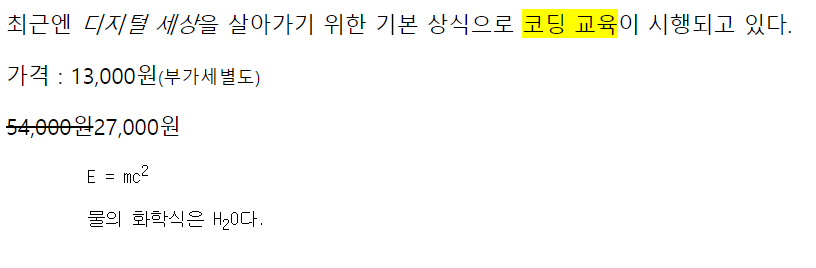 최근엔 디지털 세상을 살아가기 위한 기본 상식으로 코딩 교육이 시행되고 있다.
가격 : 13,000원(부가세별도)
54,000원27,000원
E = mc²
물의 화학식은 H₂O다.